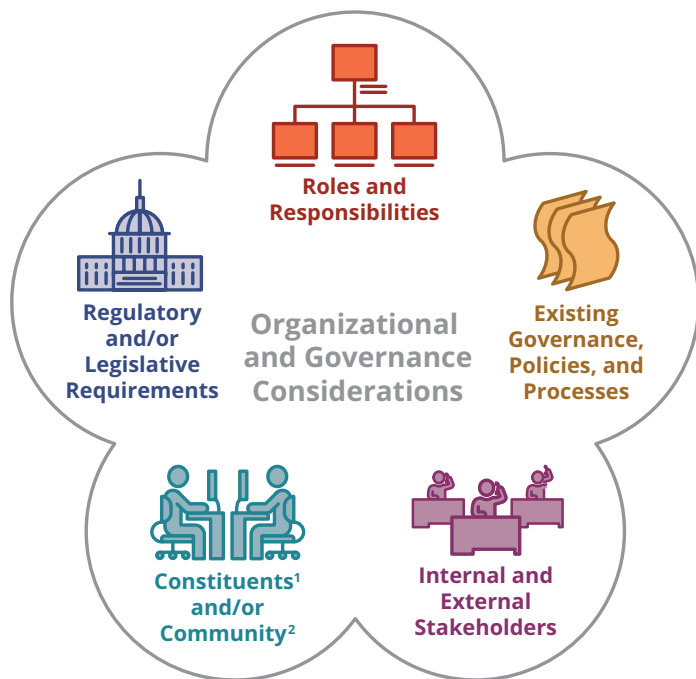 Roles and
Responsibilities
Regulatory
and/or
Legislative
Requirements
Organizational
and Governance
Considerations
Existing
Governance,
Policies, and
Processes
Constituents¹
and/or
Community²
Internal and
External
Stakeholders